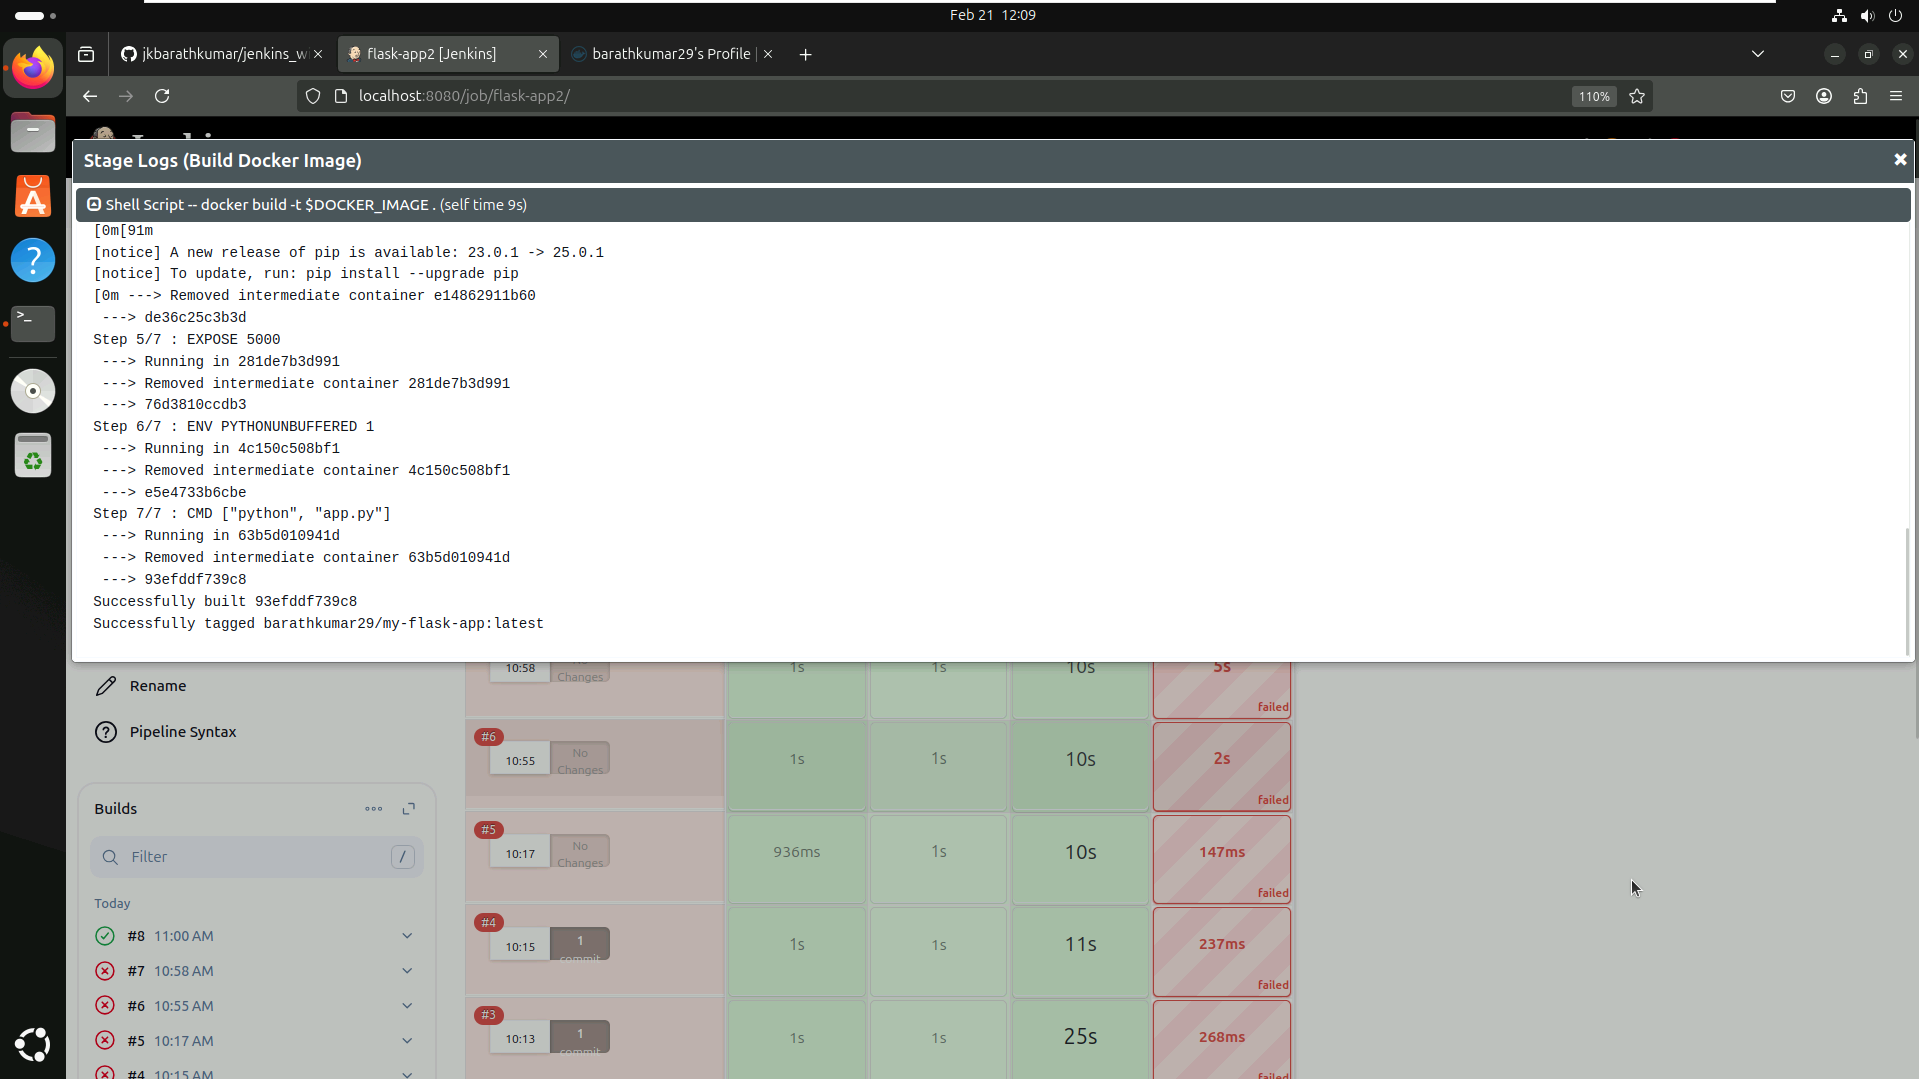 Feb 21 12:09
jkbarathkumar/jenkins_wi
flask-app2 [Jenkins]
barathkumar29's Profile |
localhost:8080/job/flask-app2/
110%
Stage Logs (Build Docker Image)
Shell Script -- docker build -t $DOCKER_IMAGE . (self time 9s)
[0m[91m
[notice] A new release of pip is available: 23.0.1 -> 25.0.1
[notice] To update, run: pip install --upgrade pip
[0m ---> Removed intermediate container e14862911b60
---> de36c25c3b3d
Step 5/7 : EXPOSE 5000
---> Running in 281de7b3d991
---> Removed intermediate container 281de7b3d991
---> 76d3810ccdb3
Step 6/7 : ENV PYTHONUNBUFFERED 1
---> Running in 4c150c508bf1
---> Removed intermediate container 4c150c508bf1
---> e5e4733b6cbe
Step 7/7 : CMD ["python", "app.py"]
---> Running in 63b5d010941d
---> Removed intermediate container 63b5d010941d
---> 93efddf739c8
Successfully built 93efddf739c8
Successfully tagged barathkumar29/my-flask-app:latest
Rename
Pipeline Syntax
Builds
Filter
/
Today
#8 11:00 AM
#7 10:58 AM
#6 10:55 AM
#5 10:17 AM
#4 10:15 AM
10:58
Changes
1s
1s
10s
5s
failed
#6
10:55
No
Changes
1s
1s
10s
2s
failed
#5
10:17
No
Changes
936ms
1s
10s
147ms
failed
#4
10:15
1
commit
1s
1s
11s
237ms
failed
#3
10:13
1
commit
1s
1s
25s
268ms
failed